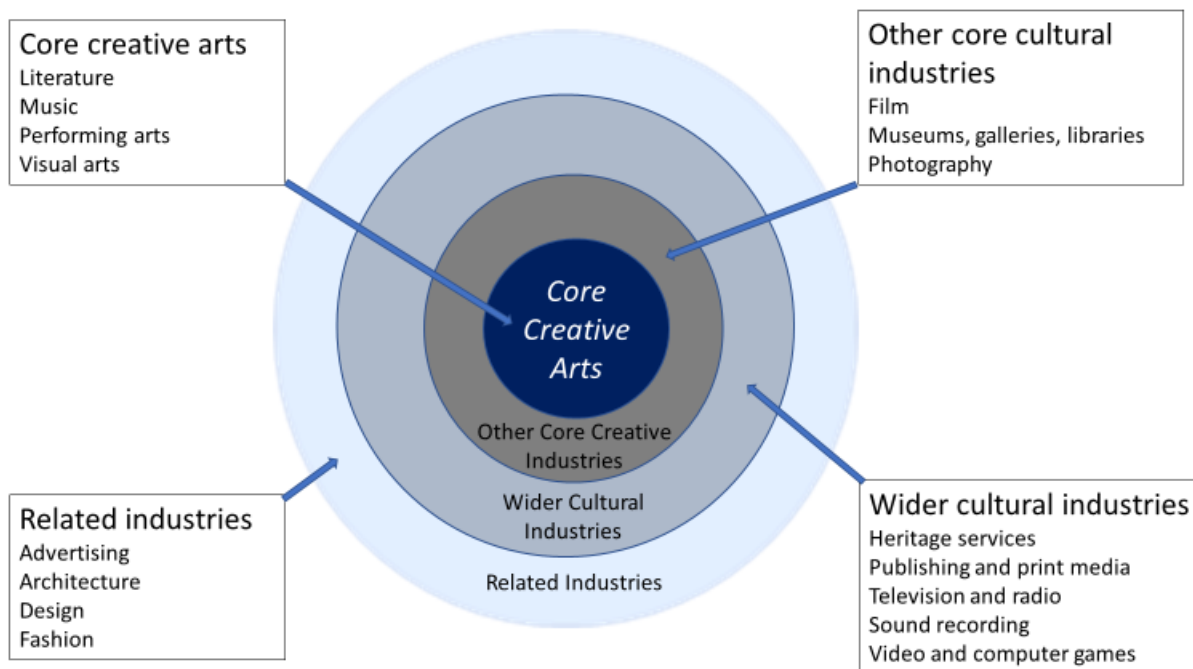 Core creative arts
Literature
Music
Performing arts
Visual arts
Other core cultural
industries
Film
Museums, galleries, libraries
Photography
Core
Creative
Arts
Other Core Creative
Industries
Wider Cultural
Industries
Related Industries
Related industries
Advertising
Architecture
Design
Fashion
Wider cultural industries
Heritage services
Publishing and print media
Television and radio
Sound recording
Video and computer games